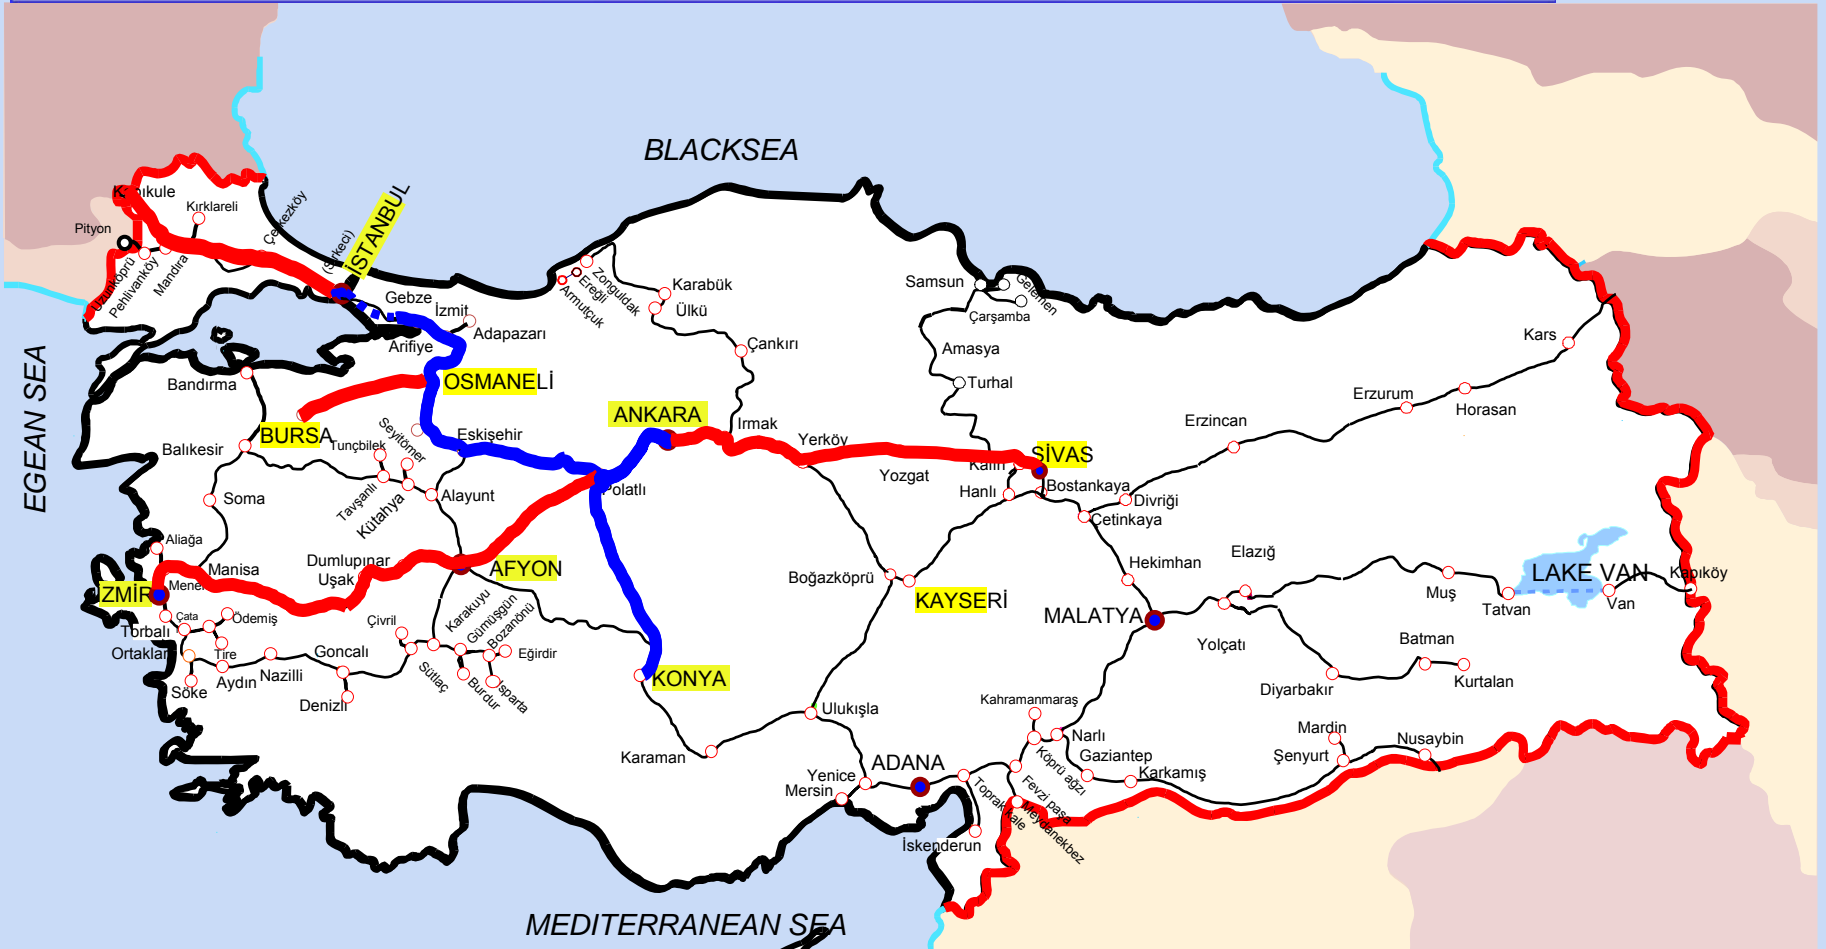 BLACKSEA
EGEAN SEA
MEDITERRANEAN SEA
LAKE VAN
Kapıkule
Kırklareli
Çerkezköy
Pityon
Uzunköprü
Pehlivanköy
Mandıra
(Sirkeci)
İSTANBUL
Gebze
İzmit
Adapazarı
Arifiye
Zonguldak
Ereğli
Armutçuk
Karabük
Ülkü
Çankırı
Samsun
Gelemen
Çarşamba
Amasya
Turhal
Kars
Erzurum
Horasan
Erzincan
Bandırma
OSMANELİ
BURSA
ANKARA
Irmak
Yerköy
Yozgat
Kalın
SİVAS
Bostankaya
Hanlı
Divriği
Cetinkaya
Balıkesir
Tunçbilek
Seyitömer
Eskişehir
Tavşanlı
Kütahya
Alayunt
Polatlı
Soma
Aliağa
Manisa
Dumlupınar
Uşak
AFYON
İZMİR
Menemen
Çata
Ödemiş
Torbalı
Tire
Ortaklar
Söke
Aydın
Nazilli
Goncalı
Denizli
Çivril
Sütlaç
Karakuyu
Gümüşgün
Bozanönü
Eğirdir
Burdur
Isparta
KONYA
Karaman
Boğazköprü
KAYSERİ
Ulukışla
Hekimhan
Elazığ
MALATYA
Yolçatı
Muş
Tatvan
Van
Kapıköy
Batman
Kurtalan
Diyarbakır
Mardin
Şenyurt
Nusaybin
Kahramanmaraş
Narlı
Köprü ağzı
Gaziantep
Karkamış
Fevzi paşa
Meydanekbez
Toprakkale
İskenderun
ADANA
Yenice
Mersin